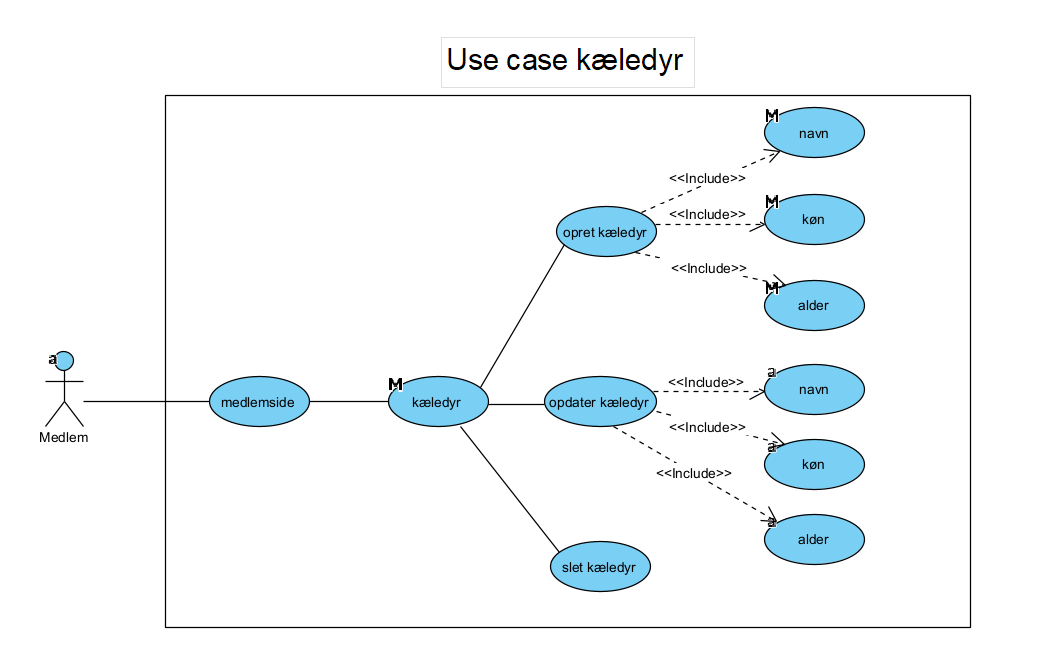 Use case kæledyr
M
navn
<<Include>>
M
<<Include>>
køn
opret kæledyr
<<Include>>
M
alder
a
Medlem
medlemside
M
kæledyr
opdater kæledyr
<<Include>>
a
navn
<<Include>>
a
køn
<<Include>>
a
alder
slet kæledyr